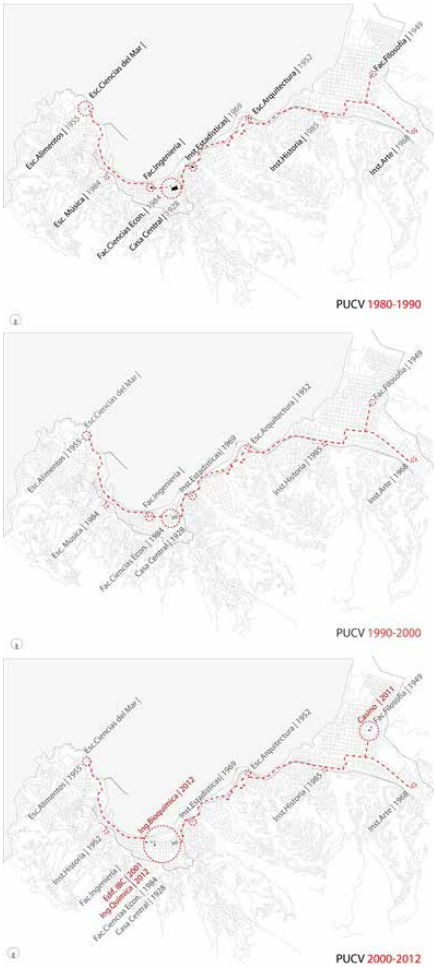 Esc.Ciencias del Mar |
Esc.Alimentos | 1955
Esc. Música | 1984
Fac.Ingeniería |
Fac.Ciencias Econ. | 1984
Casa Central | 1928
Inst.Estadísticas| 1969
Esc.Arquitectura | 1952
Inst.Historia | 1985
Fac.Filosofía | 1949
Inst.Arte | 1968
PUCV 1980-1990
Esc.Ciencias del Mar |
Esc.Alimentos | 1955
Esc. Música | 1984
Fac.Ingeniería |
Fac.Ciencias Econ. | 1984
Casa Central | 1928
Inst.Estadísticas| 1969
Esc.Arquitectura | 1952
Inst.Historia | 1985
Fac.Filosofía | 1949
Inst.Arte | 1968
PUCV 1990-2000
Esc.Ciencias del Mar |
Esc.Alimentos | 1955
Inst.Historia | 1952
Fac.Ingeniería |
Edif.IBC | 2001
Ing.Química | 2012
Fac.Ciencias Econ. | 1984
Casa Central | 1928
Ing.Bioquímica | 2012
Inst.Estadísticas| 1969
Esc.Arquitectura | 1952
Inst.Historia | 1985
Casino | 2011
Fac.Filosofía | 1949
Inst.Arte | 1968
PUCV 2000-2012